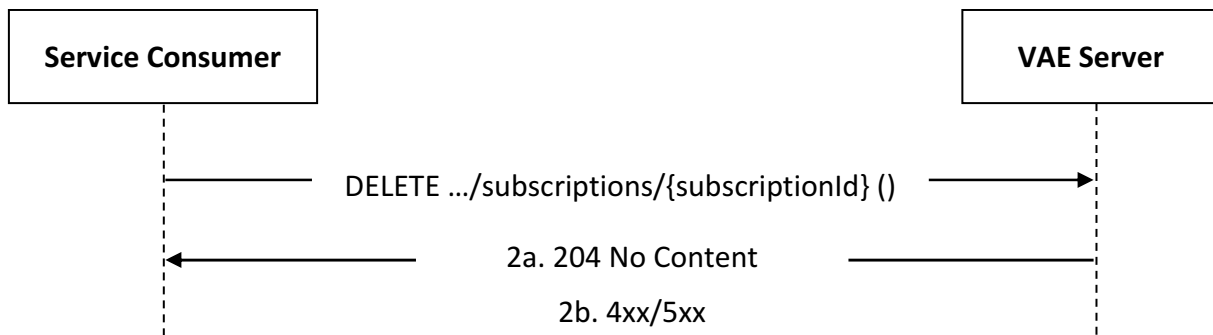 Service Consumer
VAE Server
DELETE .../subscriptions/{subscriptionId} ()
2a. 204 No Content
2b. 4xx/5xx